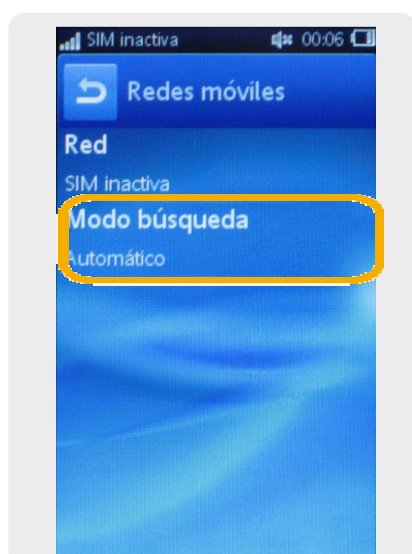 SIM inactiva 00:06
Redes móviles
Red
SIM inactiva
Modo búsqueda
Automático